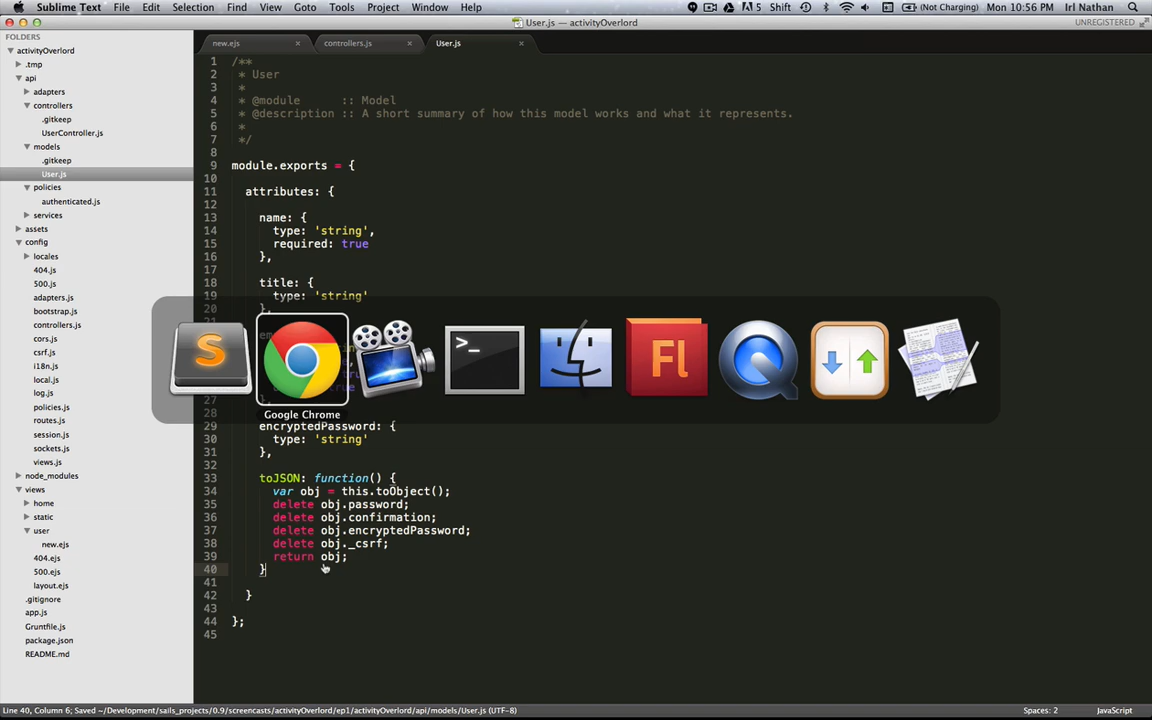 Sublime Text File Edit Selection Find View Goto Tools Project Window Help 5 Shift (Not Charging) Mon 10:56 PM Irl Nathan
User.js — activityOverlord UNREGISTERED
FOLDERS
activityOverlord
.tmp
api
adapters
controllers
.gitkeep
UserController.js
models
.gitkeep
User.js
policies
authenticated.js
services
assets
config
locales
404.js
500.js
adapters.js
bootstrap.js
controllers.js
cors.js
csrf.js
i18n.js
local.js
log.js
policies.js
routes.js
session.js
sockets.js
views.js
node_modules
views
home
static
user
new.ejs
404.ejs
500.ejs
layout.ejs
.gitignore
app.js
Gruntfile.js
package.json
README.md
new.ejs × controllers.js × User.js ×
1 /**
2 * User
3 *
4 * @module :: Model
5 * @description :: A short summary of how this model works and what it represents.
6 *
7 */
8
9 module.exports = {
10
11 attributes: {
12
13 name: {
14 type: 'string',
15 required: true
16 },
17
18 title: {
19 type: 'string'
20 },
S >_ Fl Q
Google Chrome
27
28
29 encryptedPassword: {
30 type: 'string'
31 },
32
33 toJSON: function() {
34 var obj = this.toObject();
35 delete obj.password;
36 delete obj.confirmation;
37 delete obj.encryptedPassword;
38 delete obj._csrf;
39 return obj;
40 }
41
42 }
43
44 };
45
Line 40, Column 6; Saved ~/Development/sails_projects/0.9/screencasts/activityOverlord/ep1/activityOverlord/api/models/User.js (UTF-8) Spaces: 2 JavaScript